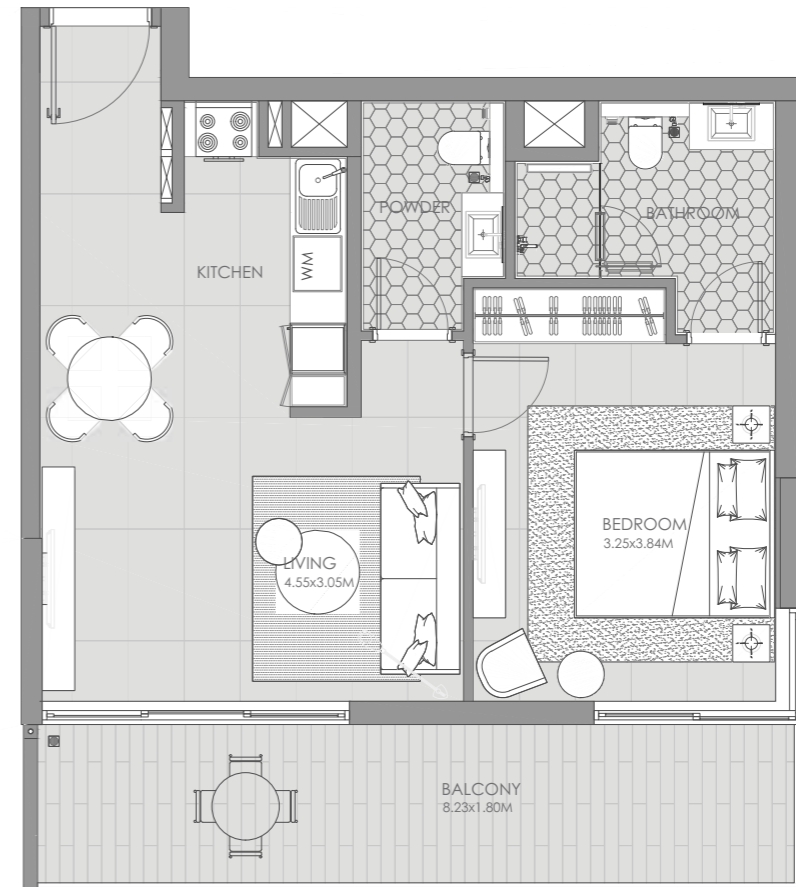 POWDER
BATHROOM
KITCHEN
WM
BEDROOM
3.25x3.84M
LIVING
4.55x3.05M
BALCONY
8.23x1.80M